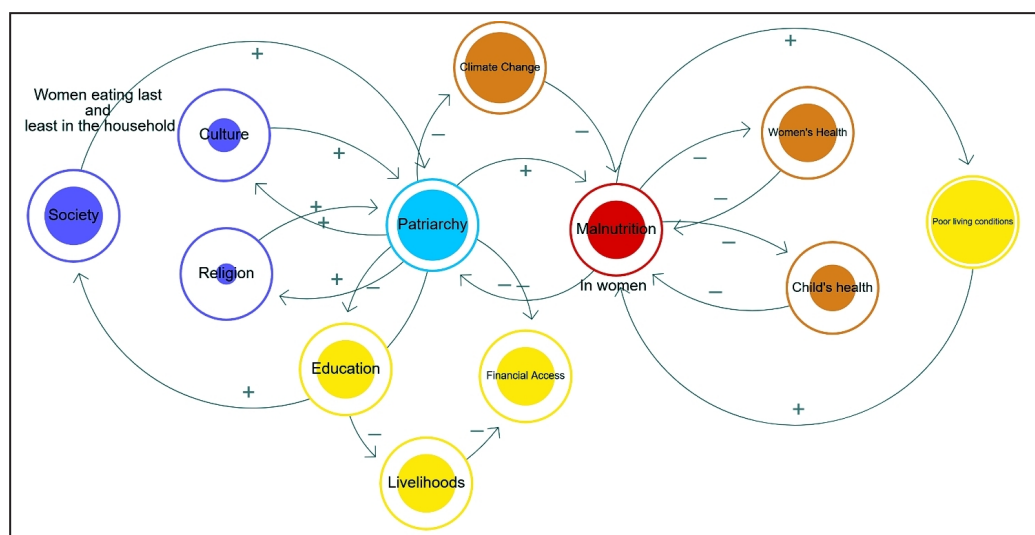 Climate Change
Women eating last
and
least in the household
Culture
Women's Health
Society
Patriarchy
Malnutrition
in women
Poor living conditions
Religion
Child's health
Education
Financial Access
Livelihoods
+
+
+
+
+
+
+
+
+
+
−
−
−
−
−
−
−
−
−
−
−